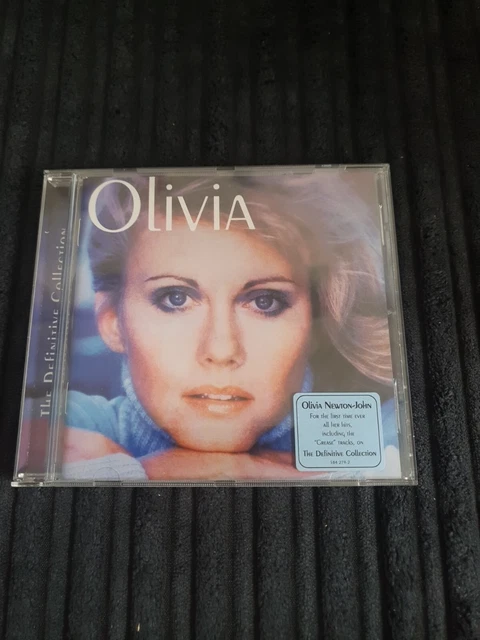 Olivia
The Definitive Collection
Olivia Newton-John
For the first time ever
all her hits,
including the
"Grease" tracks, on
The Definitive Collection